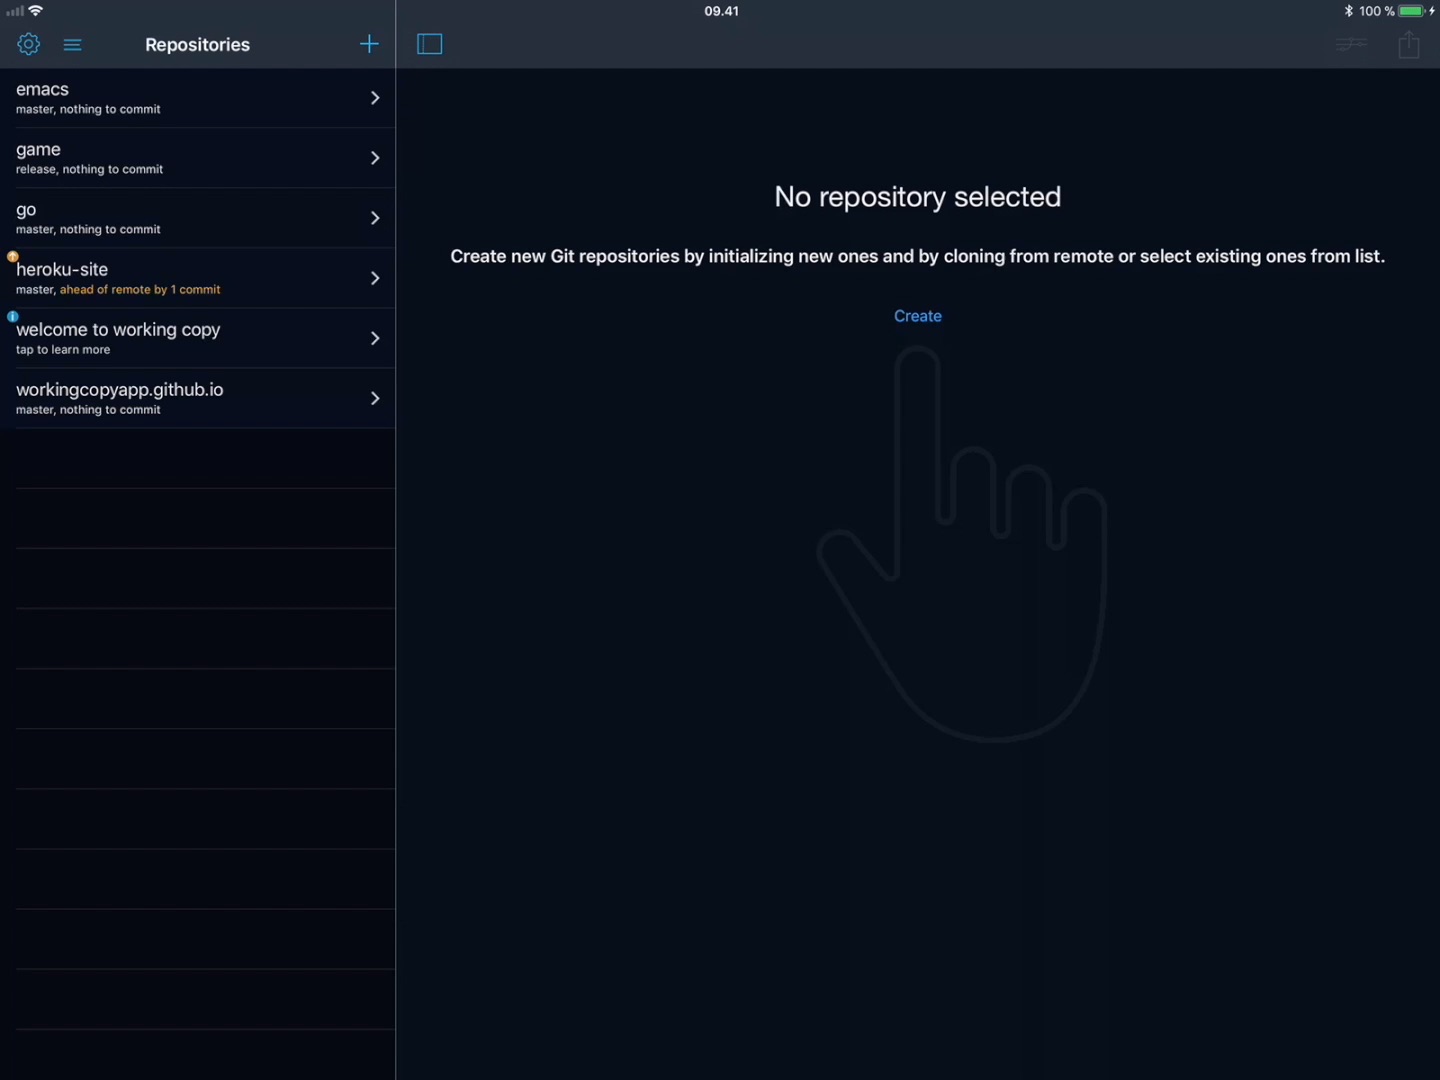 09.41
100 %
Repositories
emacs
master, nothing to commit
game
release, nothing to commit
go
master, nothing to commit
heroku-site
master, ahead of remote by 1 commit
welcome to working copy
tap to learn more
workingcopyapp.github.io
master, nothing to commit
No repository selected
Create new Git repositories by initializing new ones and by cloning from remote or select existing ones from list.
Create